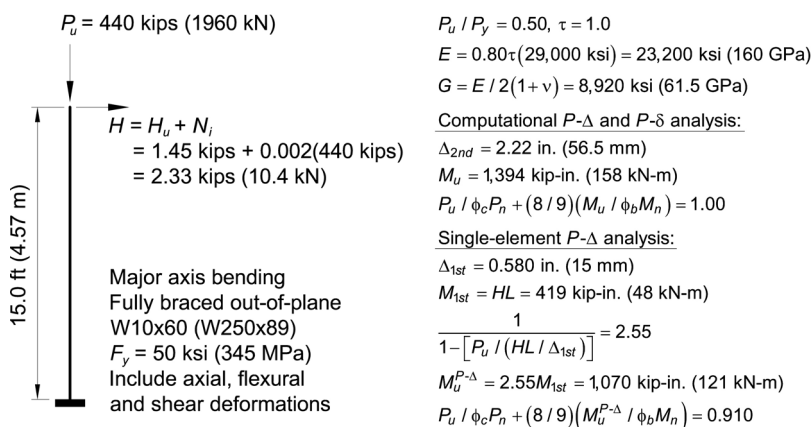 P_u = 440 kips (1960 kN)
15.0 ft (4.57 m)
H = H_u + N_i
= 1.45 kips + 0.002(440 kips)
= 2.33 kips (10.4 kN)
Major axis bending
Fully braced out-of-plane
W10x60 (W250x89)
F_y = 50 ksi (345 MPa)
Include axial, flexural
and shear deformations
P_u / P_y = 0.50, τ = 1.0
E = 0.80τ(29,000 ksi) = 23,200 ksi (160 GPa)
G = E / 2(1+ ν) = 8,920 ksi (61.5 GPa)
Computational P-Δ and P-δ analysis:
Δ_2nd = 2.22 in. (56.5 mm)
M_u = 1,394 kip-in. (158 kN-m)
P_u / ϕ_cP_n + (8 / 9)(M_u / ϕ_bM_n) = 1.00
Single-element P-Δ analysis:
Δ_1st = 0.580 in. (15 mm)
M_1st = HL = 419 kip-in. (48 kN-m)
1 / (1−[P_u / (HL / Δ_1st)]) = 2.55
M_u^P-Δ = 2.55M_1st = 1,070 kip-in. (121 kN-m)
P_u / ϕ_cP_n + (8 / 9)(M_u^P-Δ / ϕ_bM_n) = 0.910